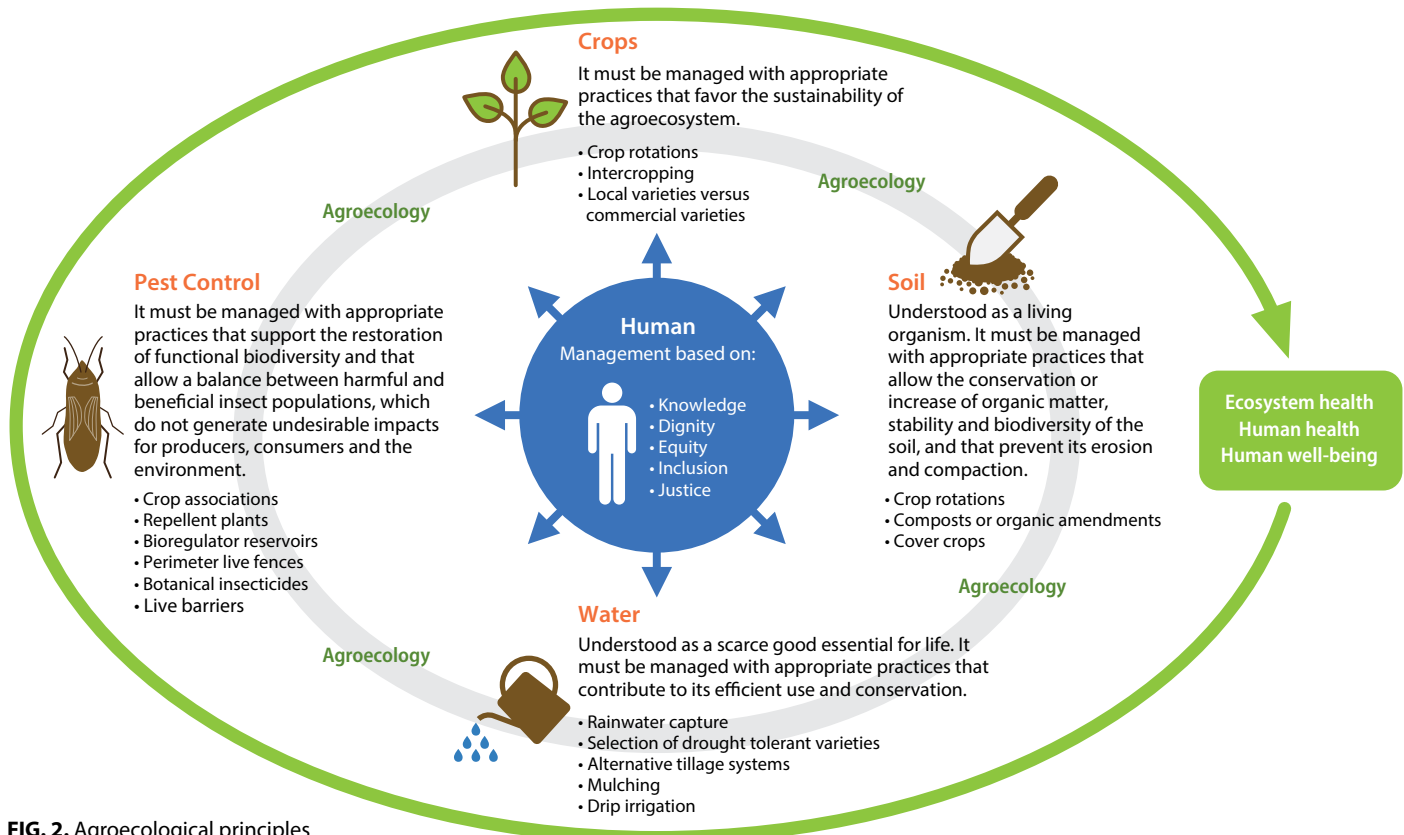 Crops
It must be managed with appropriate
practices that favor the sustainability of
the agroecosystem.
• Crop rotations
• Intercropping
• Local varieties versus
commercial varieties
Agroecology
Agroecology
Pest Control
It must be managed with appropriate
practices that support the restoration
of functional biodiversity and that
allow a balance between harmful and
beneficial insect populations, which
do not generate undesirable impacts
for producers, consumers and the
environment.
• Crop associations
• Repellent plants
• Bioregulator reservoirs
• Perimeter live fences
• Botanical insecticides
• Live barriers
Human
Management based on:
• Knowledge
• Dignity
• Equity
• Inclusion
• Justice
Soil
Understood as a living
organism. It must be managed
with appropriate practices that
allow the conservation or
increase of organic matter,
stability and biodiversity of the
soil, and that prevent its erosion
and compaction.
• Crop rotations
• Composts or organic amendments
• Cover crops
Ecosystem health
Human health
Human well-being
Agroecology
Agroecology
Water
Understood as a scarce good essential for life. It
must be managed with appropriate practices that
contribute to its efficient use and conservation.
• Rainwater capture
• Selection of drought tolerant varieties
• Alternative tillage systems
• Mulching
• Drip irrigation
FIG. 2. Agroecological principles